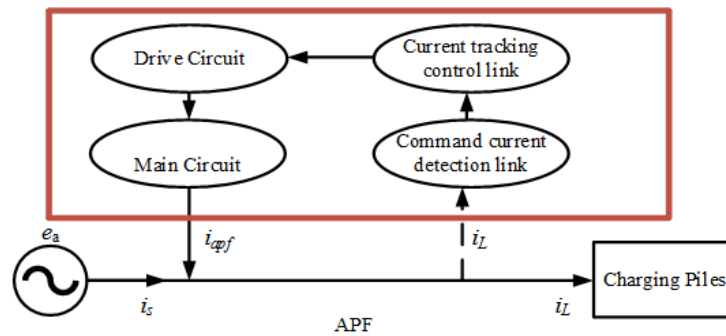 Drive Circuit
Current tracking
control link
Main Circuit
Command current
detection link
e_a
i_apf
i_L
i_s
i_L
Charging Piles
APF